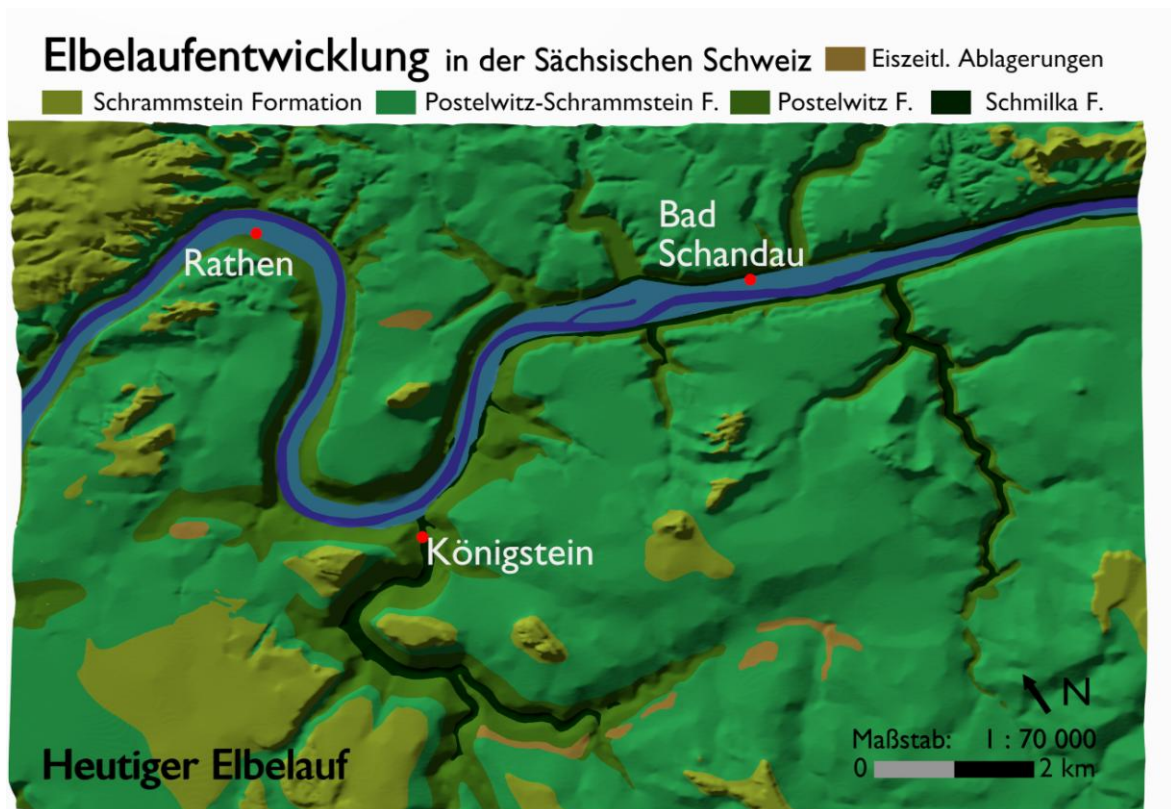 Elbelaufentwicklung in der Sächsischen Schweiz Eiszeitl. Ablagerungen
Schrammstein Formation Postelwitz-Schrammstein F. Postelwitz F. Schmilka F.
Bad
Schandau
Rathen
Königstein
N
Maßstab: 1 : 70 000
0 2 km
Heutiger Elbelauf